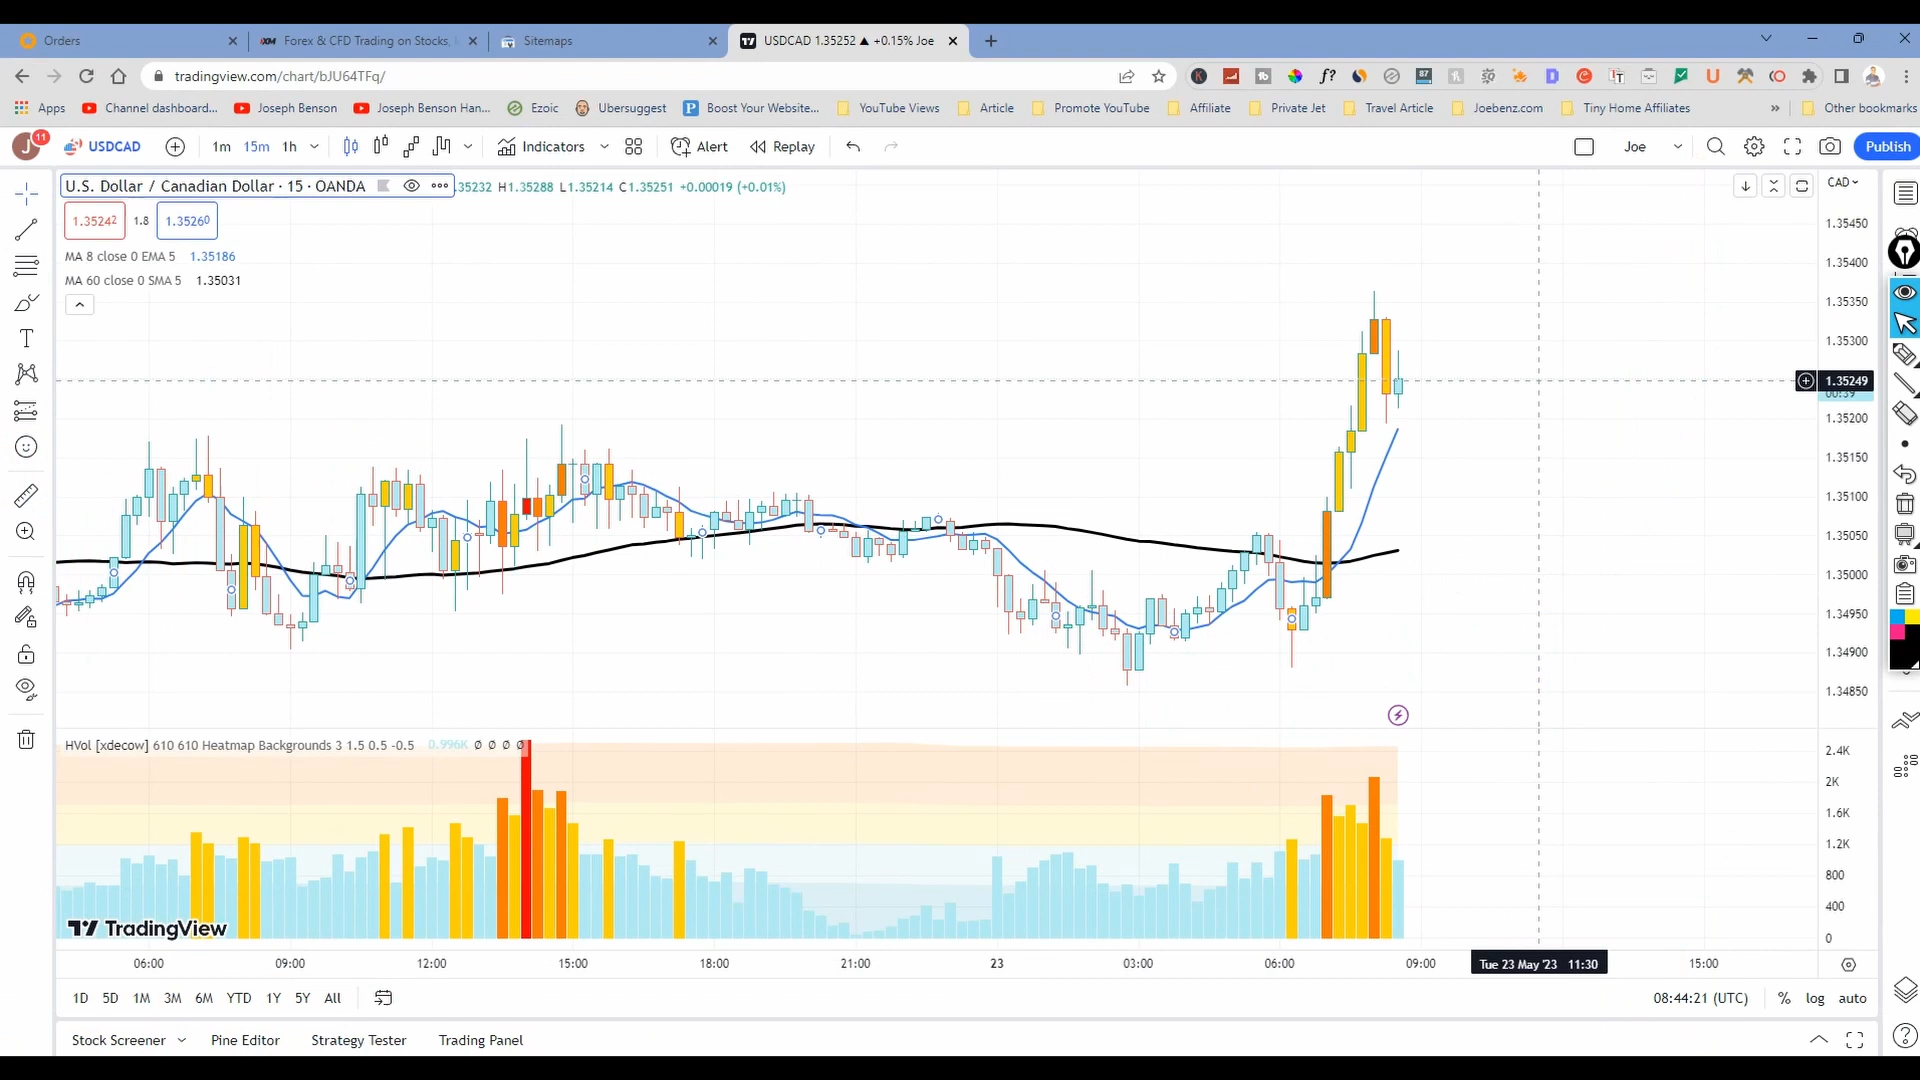 Orders
XM Forex & CFD Trading on Stocks,
Sitemaps
USDCAD 1.35252 ▲ +0.15% Joe
tradingview.com/chart/bJU64TFq/
Apps
Channel dashboard...
Joseph Benson
Joseph Benson Han...
Ezoic
Ubersuggest
Boost Your Website...
YouTube Views
Article
Promote YouTube
Affiliate
Private Jet
Travel Article
Joebenz.com
Tiny Home Affiliates
»
Other bookmarks
J 11 USDCAD 1m 15m 1h Indicators Alert Replay Joe Publish
U.S. Dollar / Canadian Dollar · 15 · OANDA .35232 H1.35288 L1.35214 C1.35251 +0.00019 (+0.01%)
CAD
1.35242 1.8 1.35260
MA 8 close 0 EMA 5 1.35186
MA 60 close 0 SMA 5 1.35031
1.35450
1.35400
1.35350
1.35300
1.35249
00:39
1.35200
1.35150
1.35100
1.35050
1.35000
1.34950
1.34900
1.34850
HVol [xdecow] 610 610 Heatmap Backgrounds 3 1.5 0.5 -0.5 0.996K ∅ ∅ ∅ ∅
2.4K
2K
1.6K
1.2K
800
400
0
TradingView
06:00 09:00 12:00 15:00 18:00 21:00 23 03:00 06:00 09:00 Tue 23 May '23 11:30 15:00
1D 5D 1M 3M 6M YTD 1Y 5Y All 08:44:21 (UTC) % log auto
Stock Screener Pine Editor Strategy Tester Trading Panel